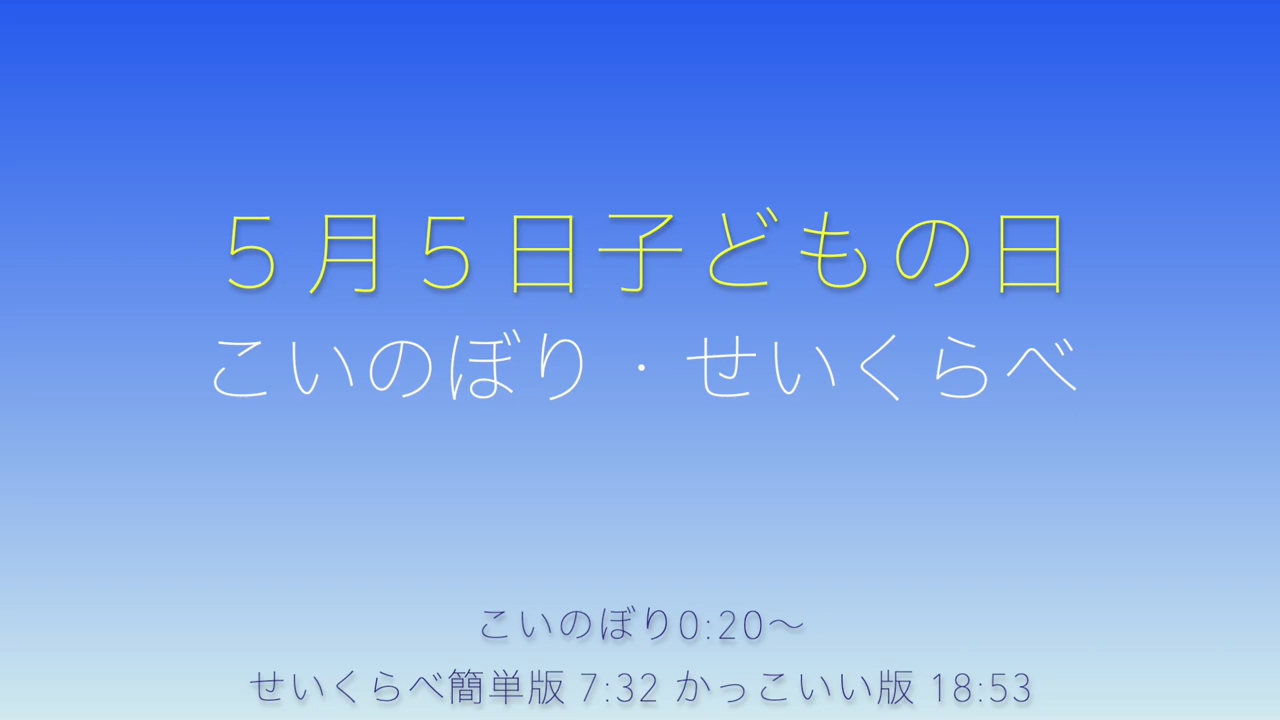 ５月５日子どもの日
こいのぼり・せいくらべ
こいのぼり0:20〜
せいくらべ簡単版 7:32 かっこいい版 18:53